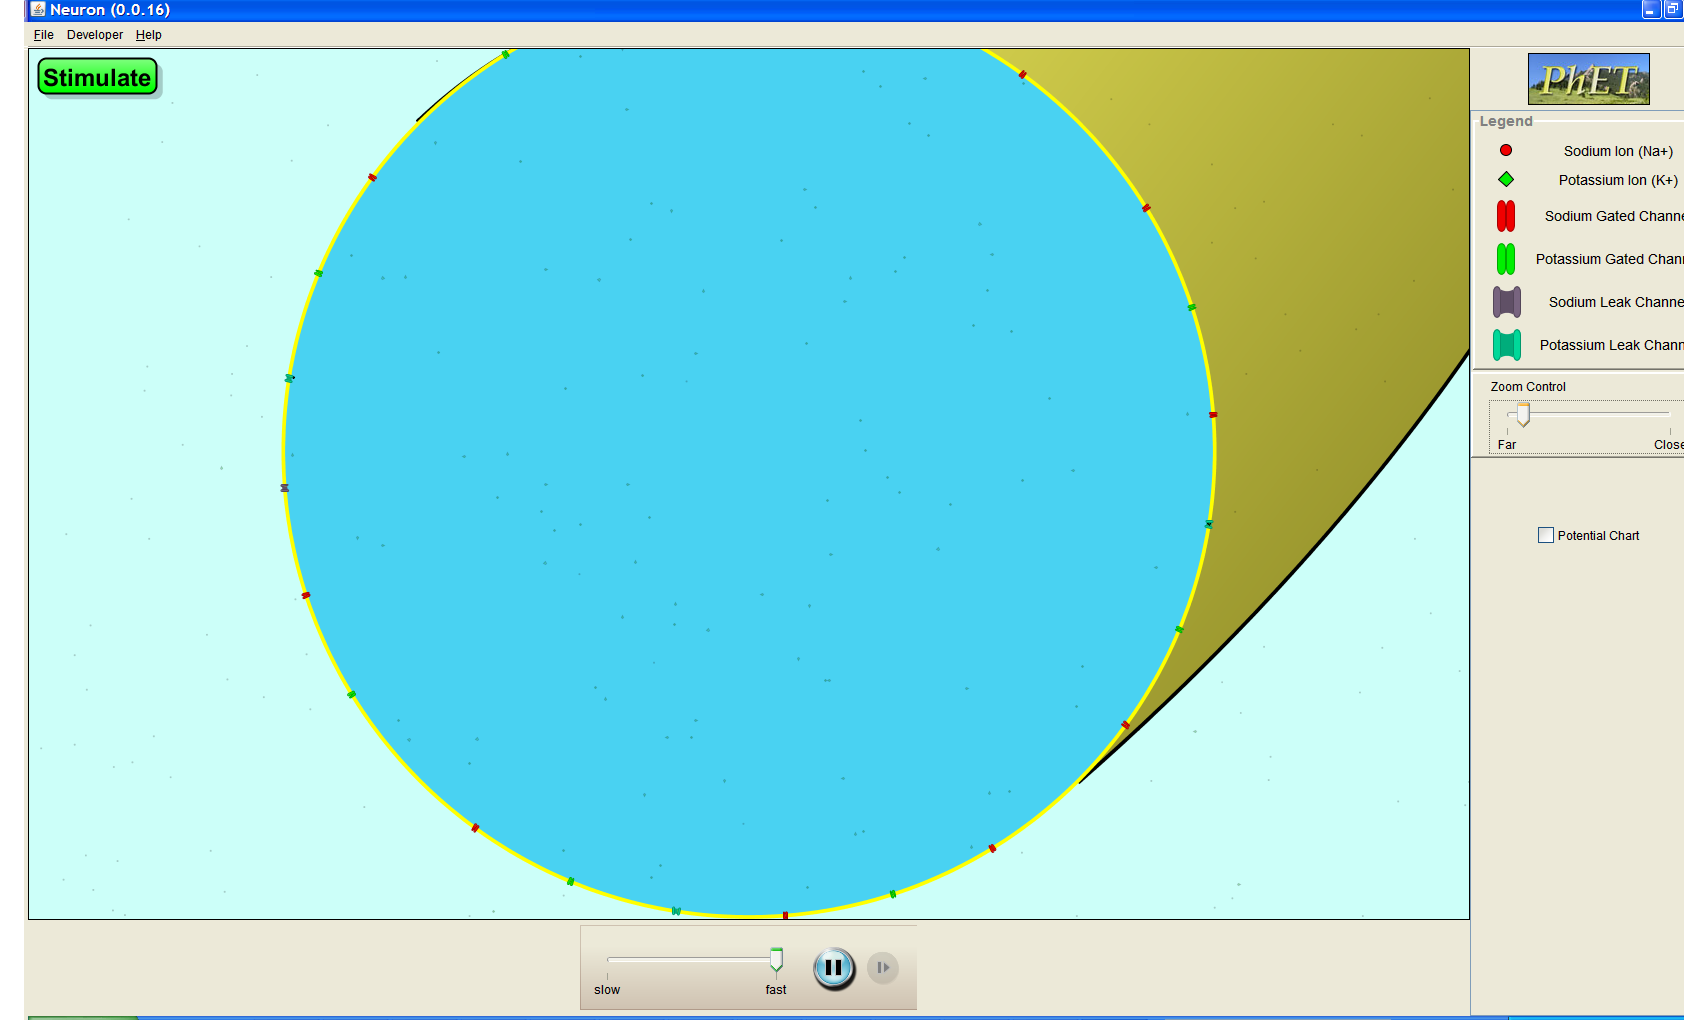 Neuron (0.0.16)
File Developer Help
Stimulate
PhET
Legend
Sodium Ion (Na+)
Potassium Ion (K+)
Sodium Gated Channe
Potassium Gated Chann
Sodium Leak Channe
Potassium Leak Chann
Zoom Control
Far Close
Potential Chart
slow fast